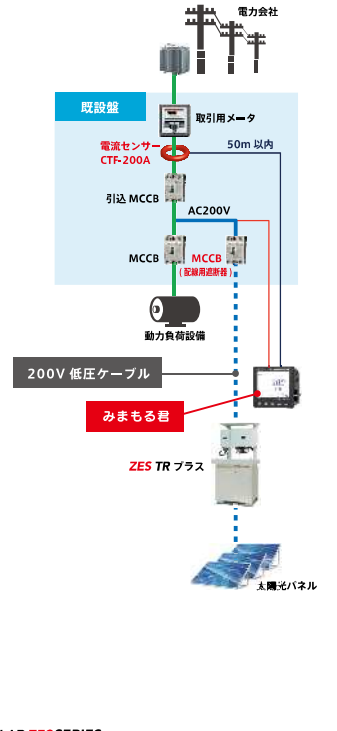 電力会社
既設盤
取引用メータ
電流センサー
CTF-200A
50m 以内
引込 MCCB
AC200V
MCCB
MCCB
(配線用遮断器)
動力負荷設備
200V 低圧ケーブル
みまもる君
ZES TR プラス
太陽光パネル